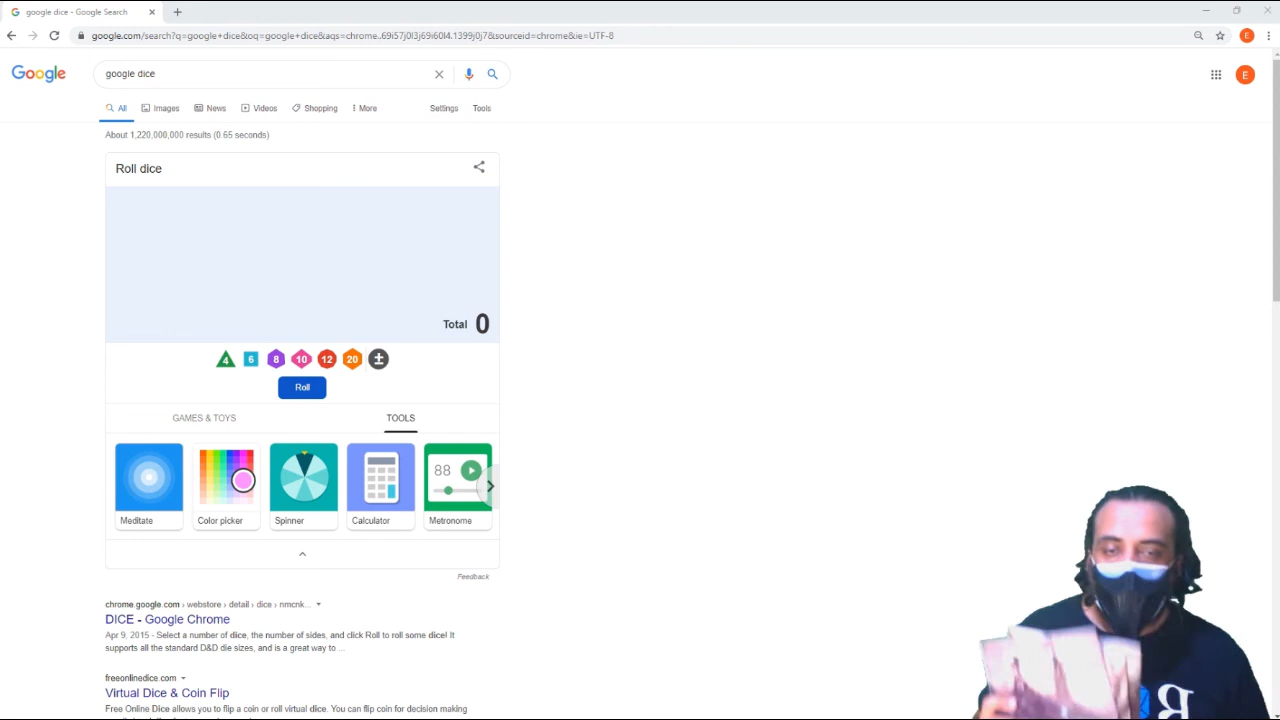 google dice - Google Search
google.com/search?q=google+dice&oq=google+dice&aqs=chrome..69i57j0l3j69i60l4.1399j0j7&sourceid=chrome&ie=UTF-8
E
Google
google dice
E
All Images News Videos Shopping More Settings Tools
About 1,220,000,000 results (0.65 seconds)
Roll dice
Total 0
4 6 8 10 12 20 ±
Roll
GAMES & TOYS TOOLS
88
Meditate Color picker Spinner Calculator Metronome
Feedback
chrome.google.com › webstore › detail › dice › nmcnk...
DICE - Google Chrome
Apr 9, 2015 - Select a number of dice, the number of sides, and click Roll to roll some dice! It
supports all the standard D&D die sizes, and is a great way to ...
freeonlinedice.com
Virtual Dice & Coin Flip
Free Online Dice allows you to flip a coin or roll virtual dice. You can flip coin for decision making